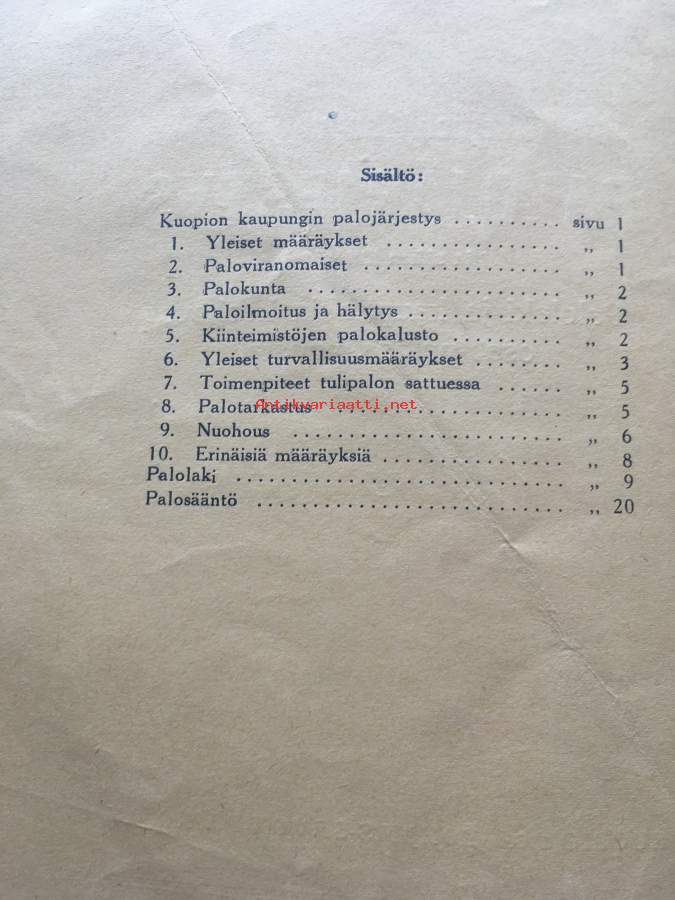 Sisältö:
Kuopion kaupungin palojärjestys .......... sivu 1
1. Yleiset määräykset ................ „ 1
2. Paloviranomaiset .................. „ 1
3. Palokunta ....................... „ 2
4. Paloilmoitus ja hälytys .............. „ 2
5. Kiinteimistöjen palokalusto ........... „ 2
6. Yleiset turvallisuusmääräykset ........ „ 3
7. Toimenpiteet tulipalon sattuessa ...... „ 5
8. Palotarkastus ..................... „ 5
Antikvariaatti.net
9. Nuohous ........................ „ 6
10. Erinäisiä määräyksiä ................. „ 8
Palolaki .............................. „ 9
Palosääntö ............................ „ 20